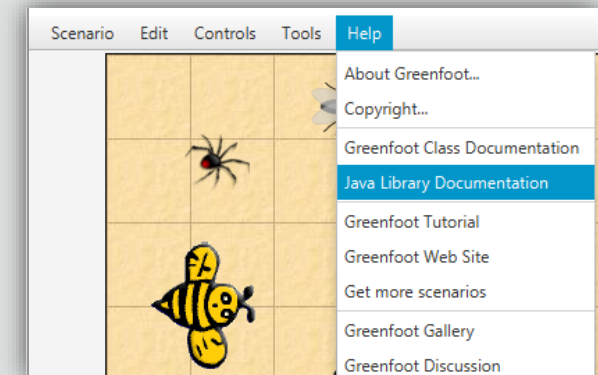 Scenario Edit Controls Tools Help
About Greenfoot...
Copyright...
Greenfoot Class Documentation
Java Library Documentation
Greenfoot Tutorial
Greenfoot Web Site
Get more scenarios
Greenfoot Gallery
Greenfoot Discussion